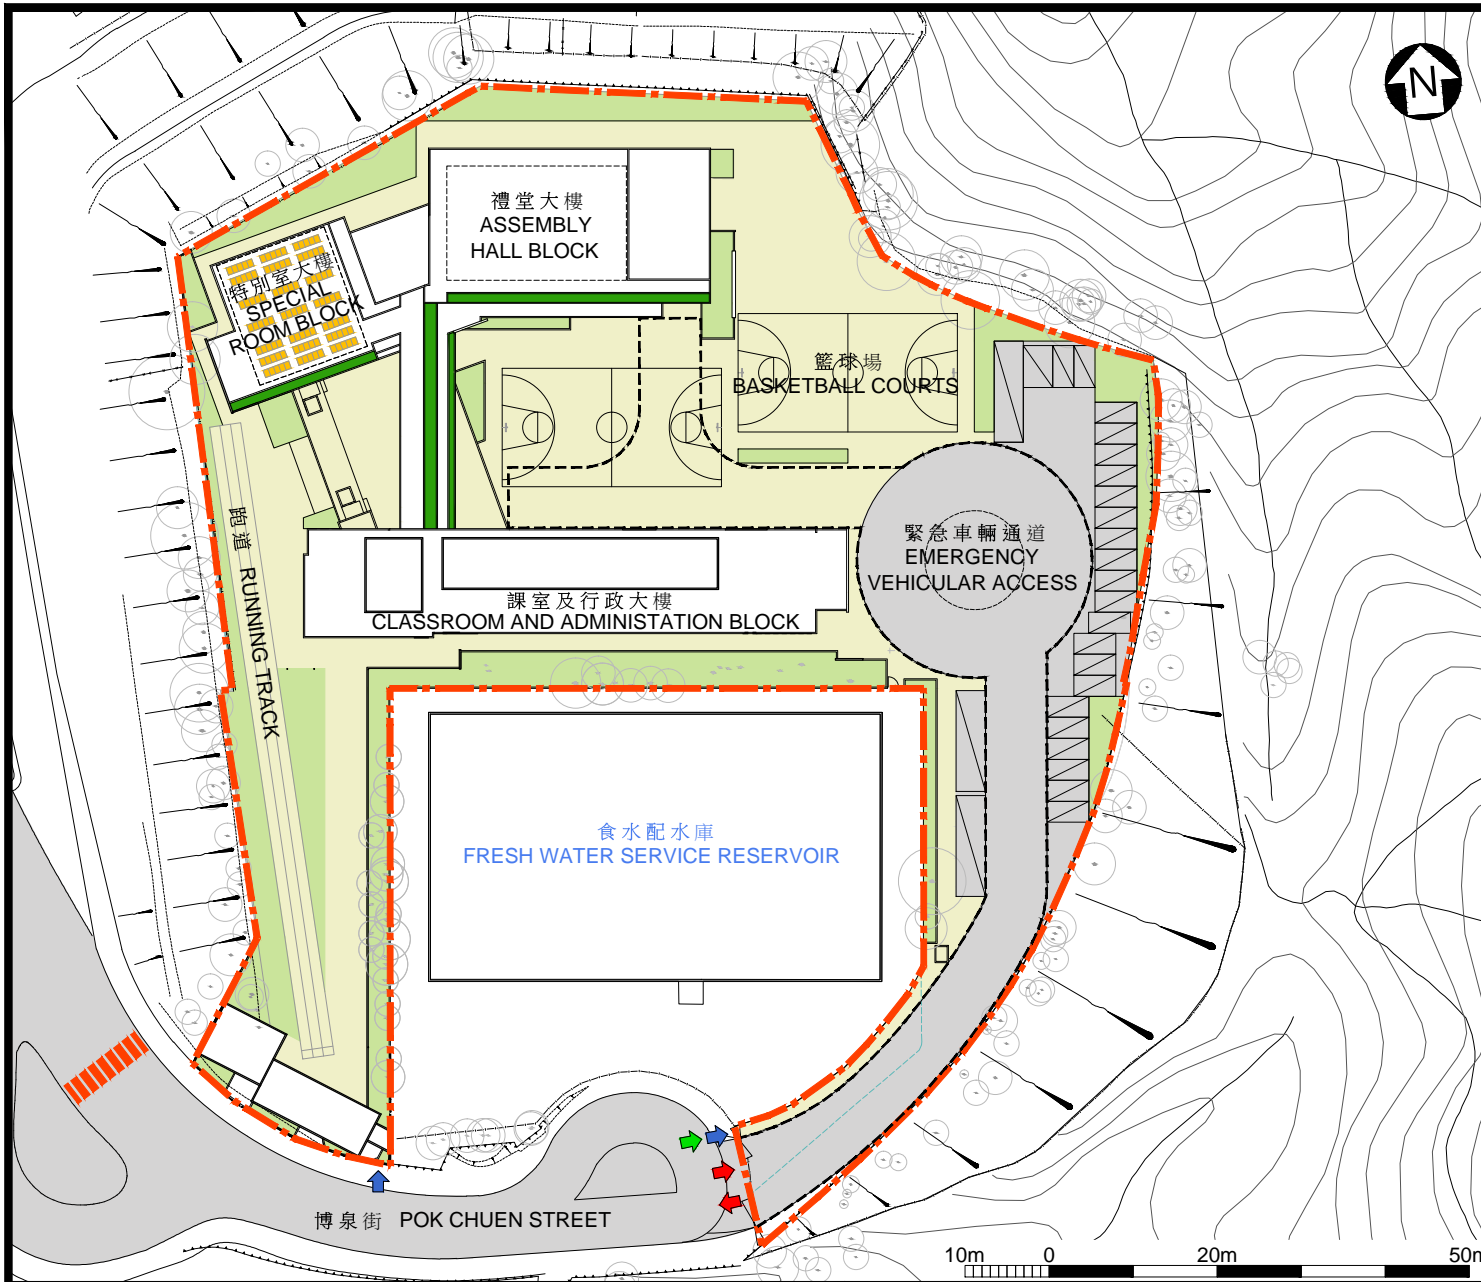 N
禮堂大樓
ASSEMBLY
HALL BLOCK
特別室大樓
SPECIAL
ROOM BLOCK
籃球場
BASKETBALL COURTS
緊急車輛通道
EMERGENCY
VEHICULAR ACCESS
跑道 RUNNING TRACK
課室及行政大樓
CLASSROOM AND ADMINISTATION BLOCK
食水配水庫
FRESH WATER SERVICE RESERVOIR
博泉街 POK CHUEN STREET
10m 0 20m 50m